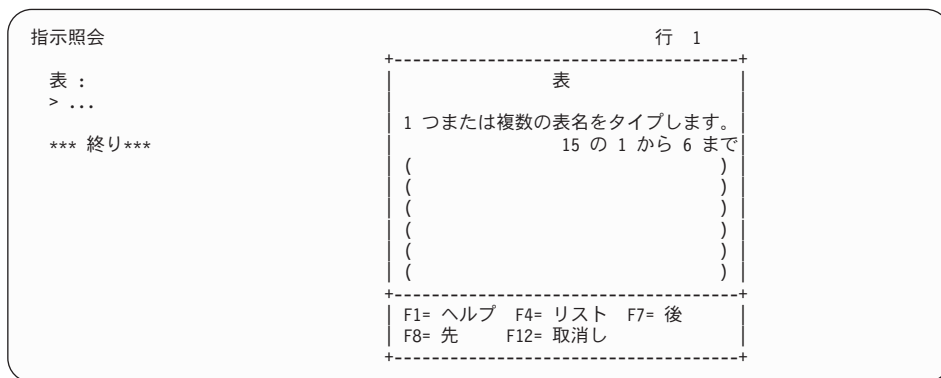 指示照会 行 1
+-------------------------------------+
表 : | 表 |
> ... | |
| 1 つまたは複数の表名をタイプします。|
*** 終り*** | 15 の 1 から 6 まで|
| ( ) |
| ( ) |
| ( ) |
| ( ) |
| ( ) |
| ( ) |
+-------------------------------------+
| F1= ヘルプ F4= リスト F7= 後 |
| F8= 先 F12= 取消し |
+-------------------------------------+